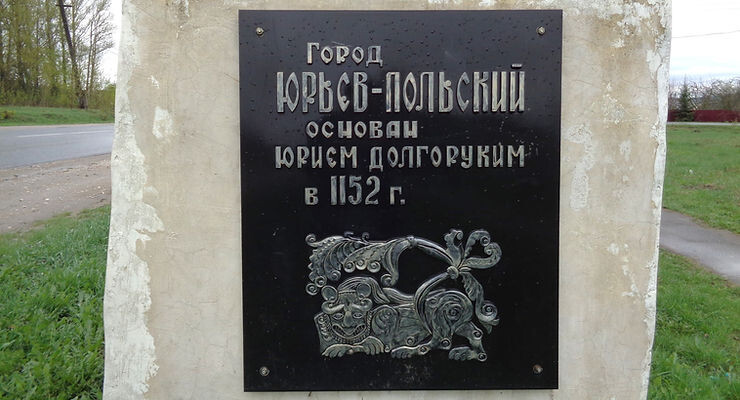 Город
Юрьев-Польский
основан
Юрием Долгоруким
в 1152 г.